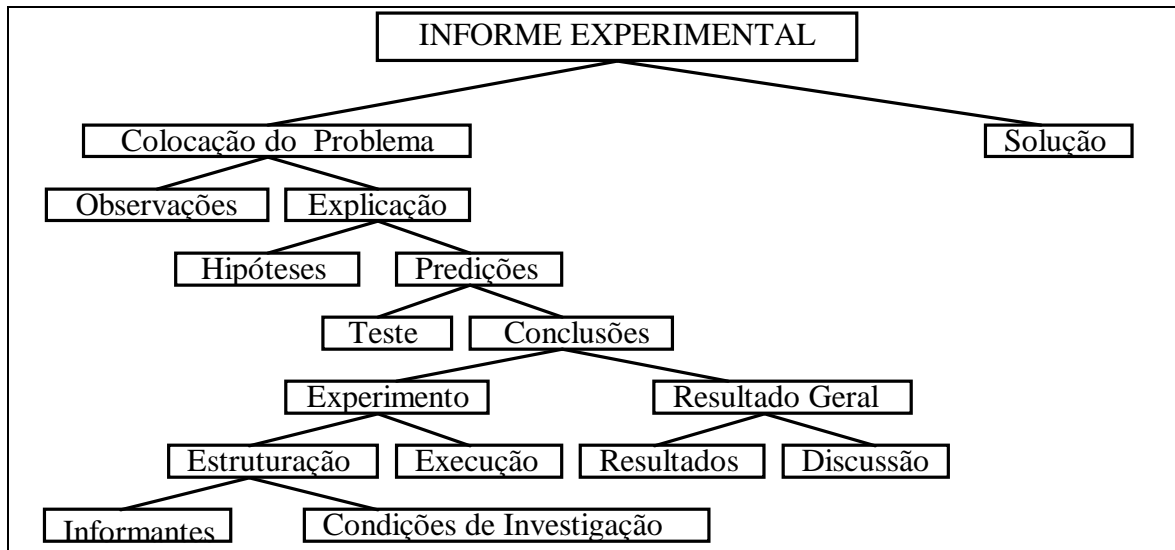 INFORME EXPERIMENTAL
Colocação do Problema
Solução
Observações
Explicação
Hipóteses
Predições
Teste
Conclusões
Experimento
Resultado Geral
Estruturação
Execução
Resultados
Discussão
Informantes
Condições de Investigação